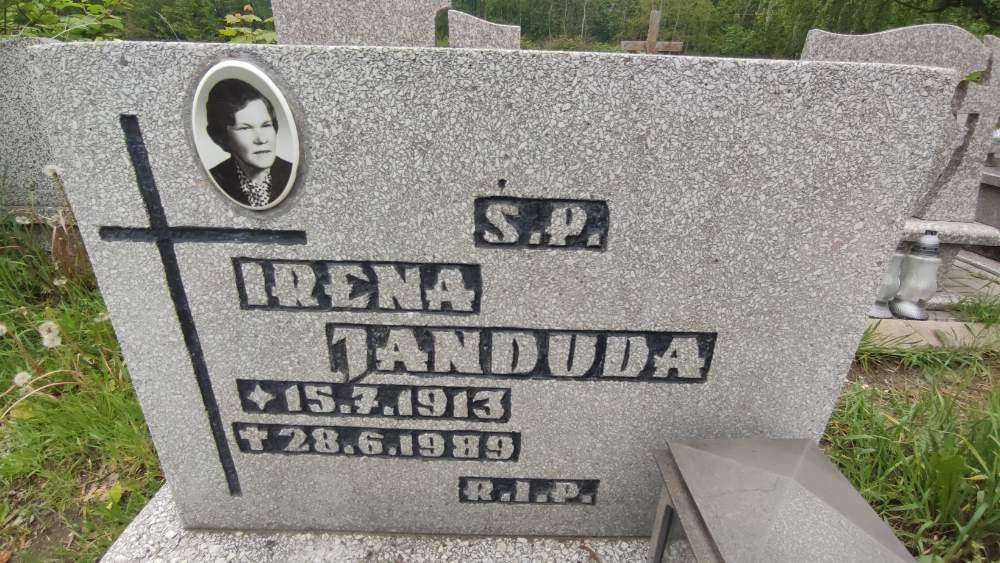 Ś.P.
IRENA
JANDUDA
15.7.1913
28.6.1989
R.I.P.